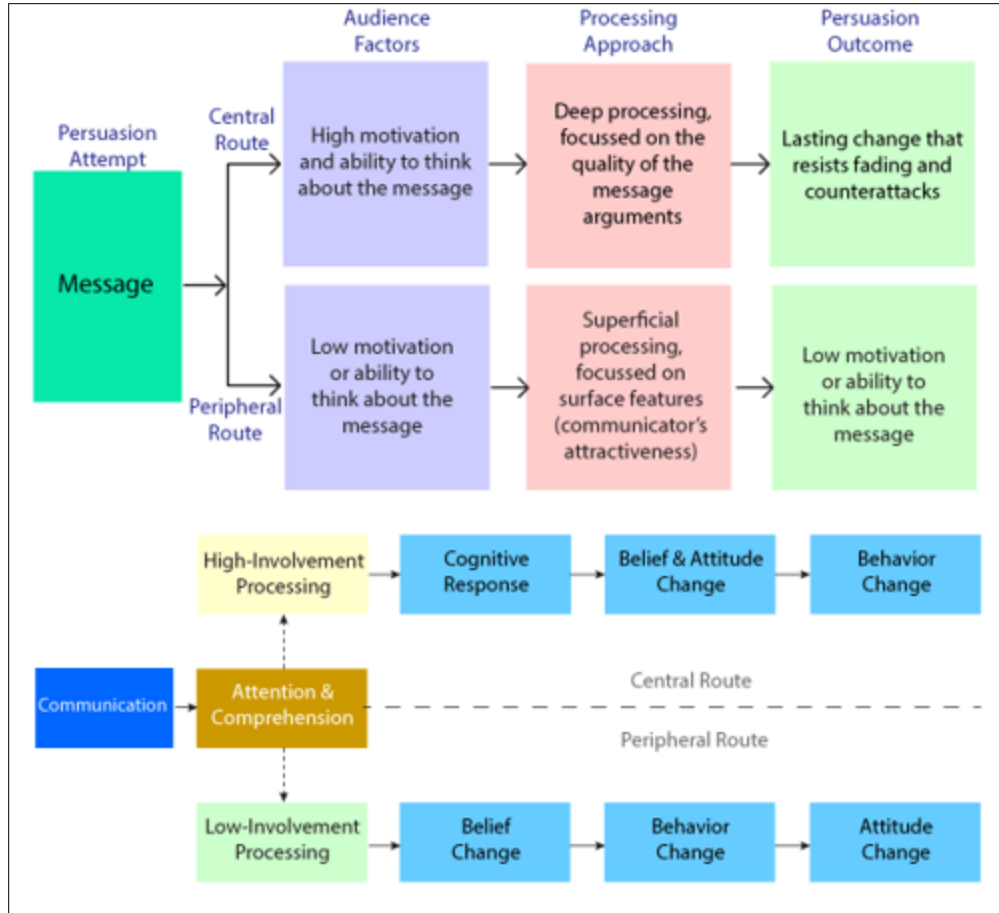 Audience
Factors
Processing
Approach
Persuasion
Outcome
Persuasion
Attempt
Message
Central
Route
High motivation
and ability to think
about the message
Deep processing,
focussed on the
quality of the
message
arguments
Lasting change that
resists fading and
counterattacks
Peripheral
Route
Low motivation
or ability to
think about the
message
Superficial
processing,
focussed on
surface features
(communicator's
attractiveness)
Low motivation
or ability to
think about the
message
High-Involvement
Processing
Cognitive
Response
Belief & Attitude
Change
Behavior
Change
Communication
Attention &
Comprehension
Central Route
Peripheral Route
Low-Involvement
Processing
Belief
Change
Behavior
Change
Attitude
Change